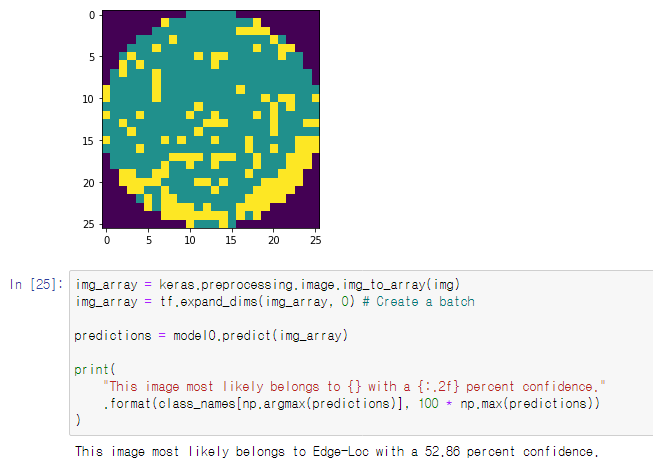 0
5
10
15
20
25
0 5 10 15 20 25
In [25]: img_array = keras.preprocessing.image.img_to_array(img)
img_array = tf.expand_dims(img_array, 0) # Create a batch
predictions = model0.predict(img_array)
print(
"This image most likely belongs to {} with a {:.2f} percent confidence."
.format(class_names[np.argmax(predictions)], 100 * np.max(predictions))
)
This image most likely belongs to Edge-Loc with a 52.86 percent confidence.